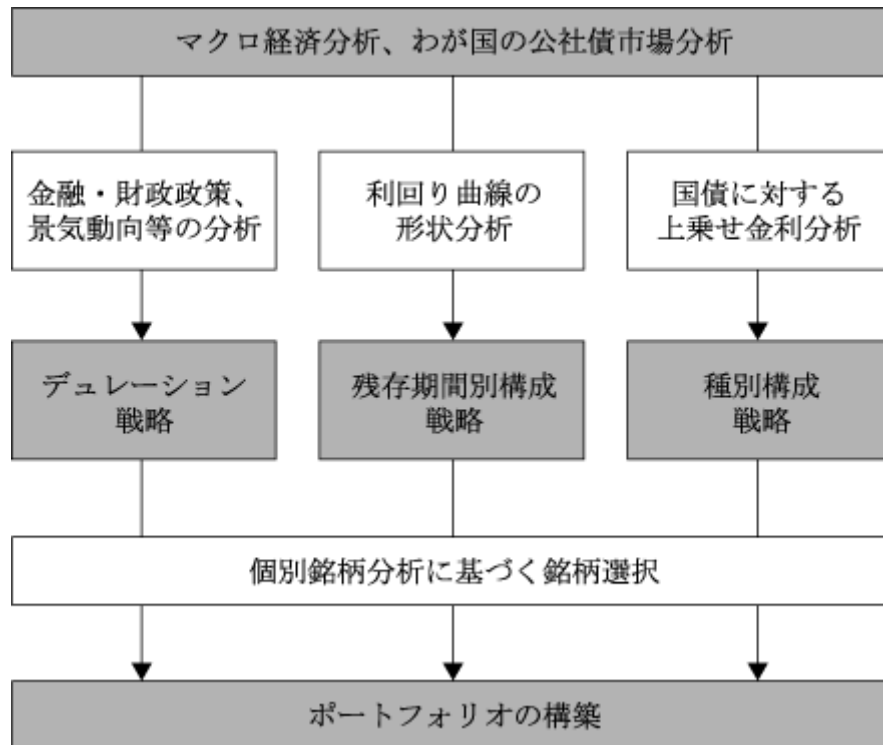 マクロ経済分析、わが国の公社債市場分析
金融・財政政策、
景気動向等の分析
利回り曲線の
形状分析
国債に対する
上乗せ金利分析
デュレーション
戦略
残存期間別構成
戦略
種別構成
戦略
個別銘柄分析に基づく銘柄選択
ポートフォリオの構築